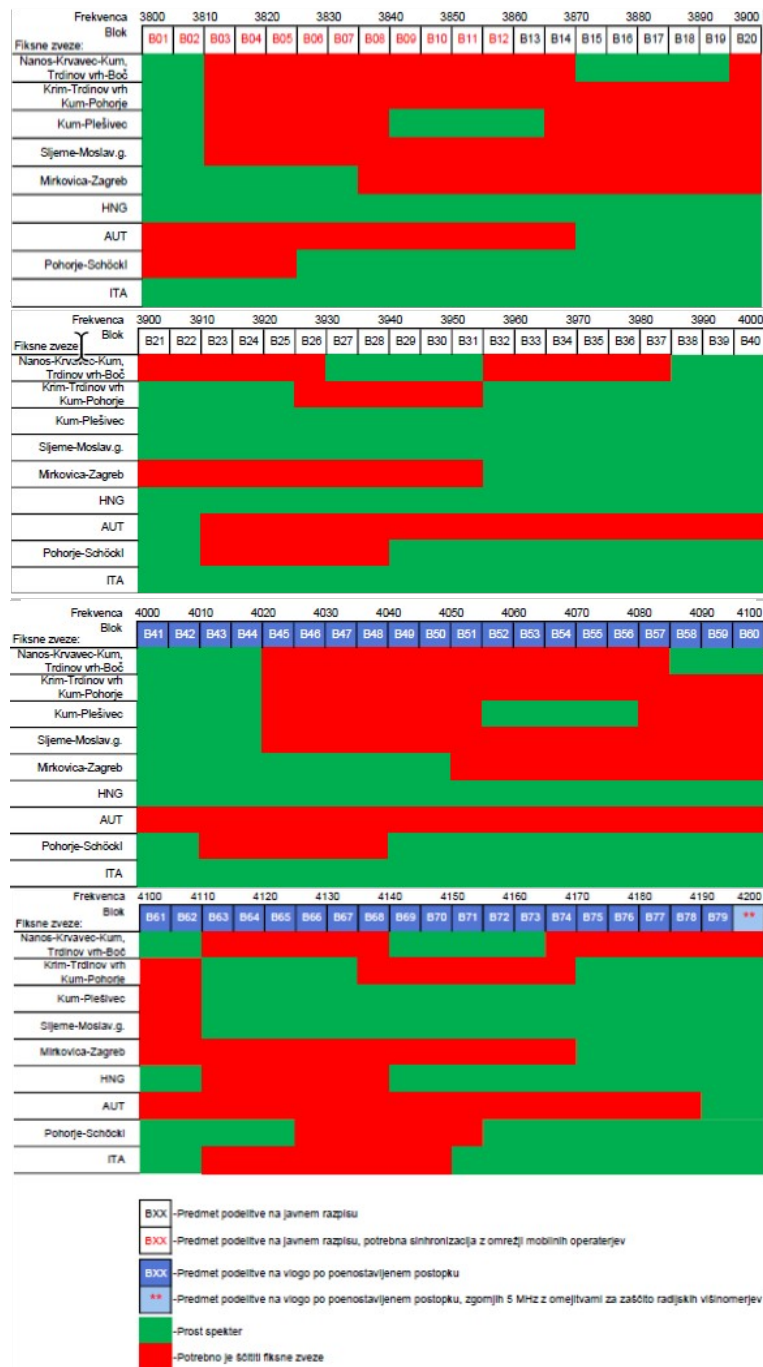 Frekvenca 3800 3810 3820 3830 3840 3850 3860 3870 3880 3890 3900
Blok
Fiksne zveze: B01 B02 B03 B04 B05 B06 B07 B08 B09 B10 B11 B12 B13 B14 B15 B16 B17 B18 B19 B20
Nanos-Krvavec-Kum,
Trdinov vrh-Boč
Krim-Trdinov vrh
Kum-Pohorje
Kum-Plešivec
Sljeme-Moslav.g.
Mirkovica-Zagreb
HNG
AUT
Pohorje-Schöckl
ITA
Frekvenca 3900 3910 3920 3930 3940 3950 3960 3970 3980 3990 4000
Blok
Fiksne zveze B21 B22 B23 B24 B25 B26 B27 B28 B29 B30 B31 B32 B33 B34 B35 B36 B37 B38 B39 B40
Nanos-Krvavec-Kum,
Trdinov vrh-Boč
Krim-Trdinov vrh
Kum-Pohorje
Kum-Plešivec
Sljeme-Moslav.g.
Mirkovica-Zagreb
HNG
AUT
Pohorje-Schöckl
ITA
Frekvenca 4000 4010 4020 4030 4040 4050 4060 4070 4080 4090 4100
Blok
Fiksne zveze: B41 B42 B43 B44 B45 B46 B47 B48 B49 B50 B51 B52 B53 B54 B55 B56 B57 B58 B59 B60
Nanos-Krvavec-Kum,
Trdinov vrh-Boč
Krim-Trdinov vrh
Kum-Pohorje
Kum-Plešivec
Sljeme-Moslav.g.
Mirkovica-Zagreb
HNG
AUT
Pohorje-Schöckl
ITA
Frekvenca 4100 4110 4120 4130 4140 4150 4160 4170 4180 4190 4200
Blok
Fiksne zveze: B61 B62 B63 B64 B65 B66 B67 B68 B69 B70 B71 B72 B73 B74 B75 B76 B77 B78 B79 **
Nanos-Krvavec-Kum,
Trdinov vrh-Boč
Krim-Trdinov vrh
Kum-Pohorje
Kum-Plešivec
Sljeme-Moslav.g.
Mirkovica-Zagreb
HNG
AUT
Pohorje-Schöckl
ITA
BXX -Predmet podelitve na javnem razpisu
BXX -Predmet podelitve na javnem razpisu, potrebna sinhronizacija z omrežji mobilnih operaterjev
BXX -Predmet podelitve na vlogo po poenostavljenem postopku
** -Predmet podelitve na vlogo po poenostavljenem postopku, zgornjih 5 MHz z omejitvami za zaščito radijskih višinomerjev
-Prost spekter
-Potrebno je ščititi fiksne zveze